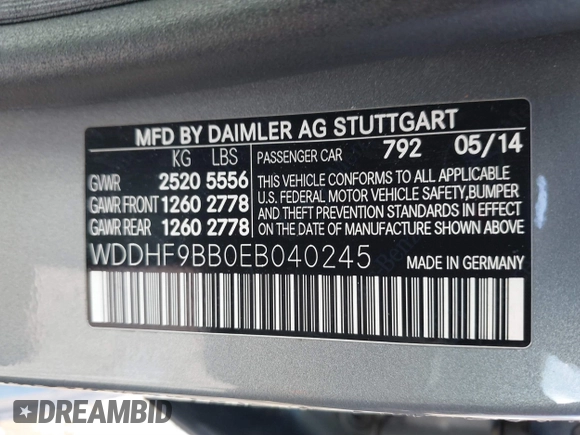 MFD BY DAIMLER AG STUTTGART
KG LBS
GVWR 2520 5556
GAWR FRONT 1260 2778
GAWR REAR 1260 2778
PASSENGER CAR 792 05/14
THIS VEHICLE CONFORMS TO ALL APPLICABLE
U.S. FEDERAL MOTOR VEHICLE SAFETY, BUMPER
AND THEFT PREVENTION STANDARDS IN EFFECT
ON THE DATE OF MANUFACTURE SHOWN ABOVE.
WDDHF9BB0EB040245 MADE IN GERMANY
DREAMBID